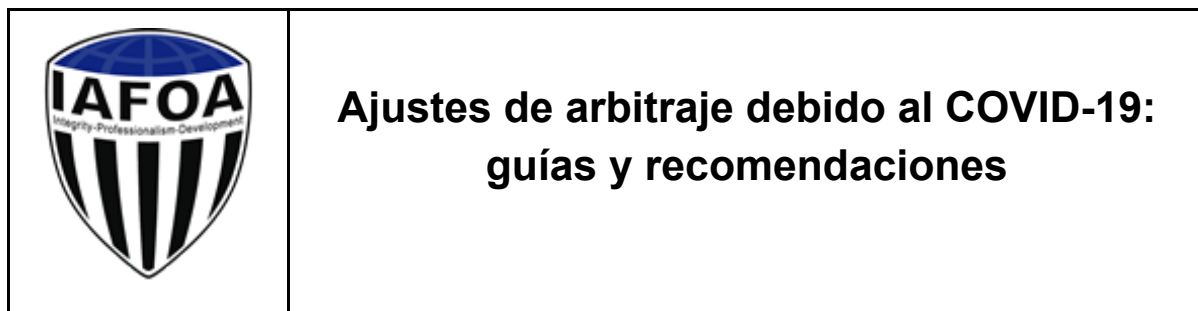 IAFOA
Integrity-Professionalism-Development
Ajustes de arbitraje debido al COVID-19:
guías y recomendaciones